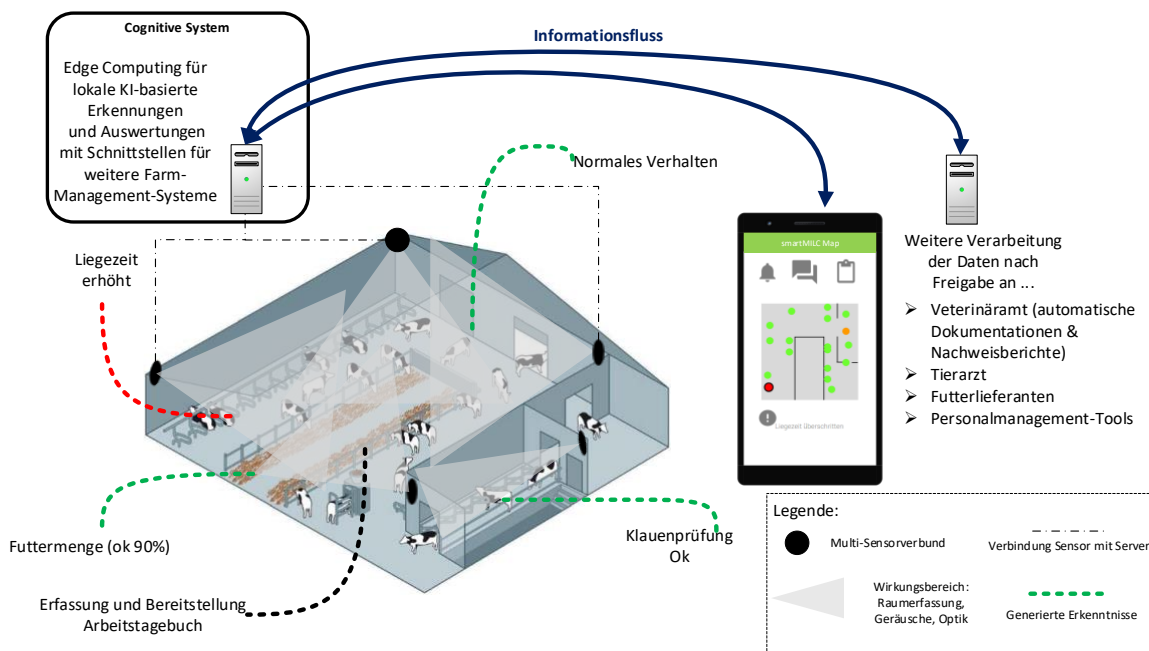 Cognitive System
Edge Computing für
lokale KI-basierte
Erkennungen
und Auswertungen
mit Schnittstellen für
weitere Farm-
Management-Systeme
Informationsfluss
Normales Verhalten
Liegezeit
erhöht
Futtermenge (ok 90%)
Erfassung und Bereitstellung
Arbeitstagebuch
Klauenprüfung
Ok
smartMILC Map
Liegezeit überschritten
Weitere Verarbeitung
der Daten nach
Freigabe an ...
➢ Veterinäramt (automatische
Dokumentationen &
Nachweisberichte)
➢ Tierarzt
➢ Futterlieferanten
➢ Personalmanagement-Tools
Legende:
Multi-Sensorverbund
Verbindung Sensor mit Server
Wirkungsbereich:
Raumerfassung,
Geräusche, Optik
Generierte Erkenntnisse